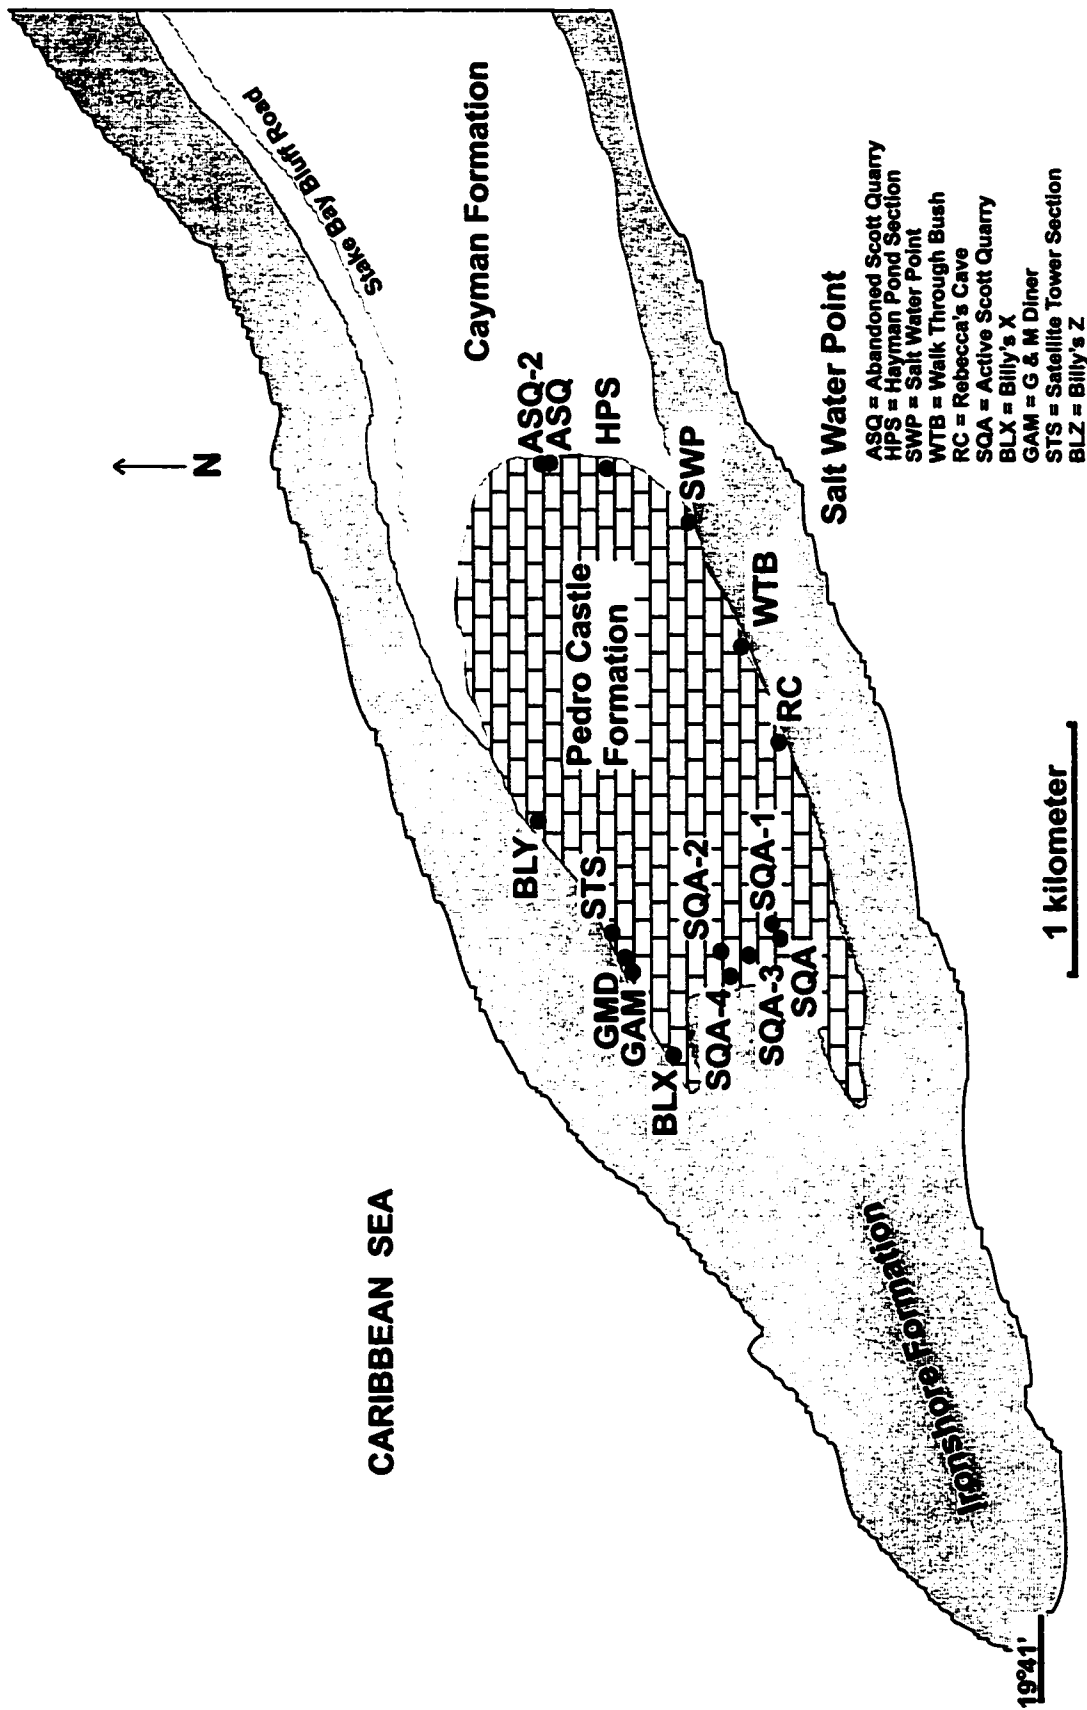 Stake Bay Bluff Road
N
Cayman Formation
CARIBBEAN SEA
ASQ-2
ASQ
HPS
SWP
WTB
RC
Pedro Castle
Formation
BLY
STS
GMD
GAM
BLX
SQA-2
SQA-1
SQA-4
SQA-3
SQA
Salt Water Point
Ironshore Formation
ASQ = Abandoned Scott Quarry
HPS = Hayman Pond Section
SWP = Salt Water Point
WTB = Walk Through Bush
RC = Rebecca's Cave
SQA = Active Scott Quarry
BLX = Billy's X
GAM = G & M Diner
STS = Satellite Tower Section
BLZ = Billy's Z
1 kilometer
19°41'